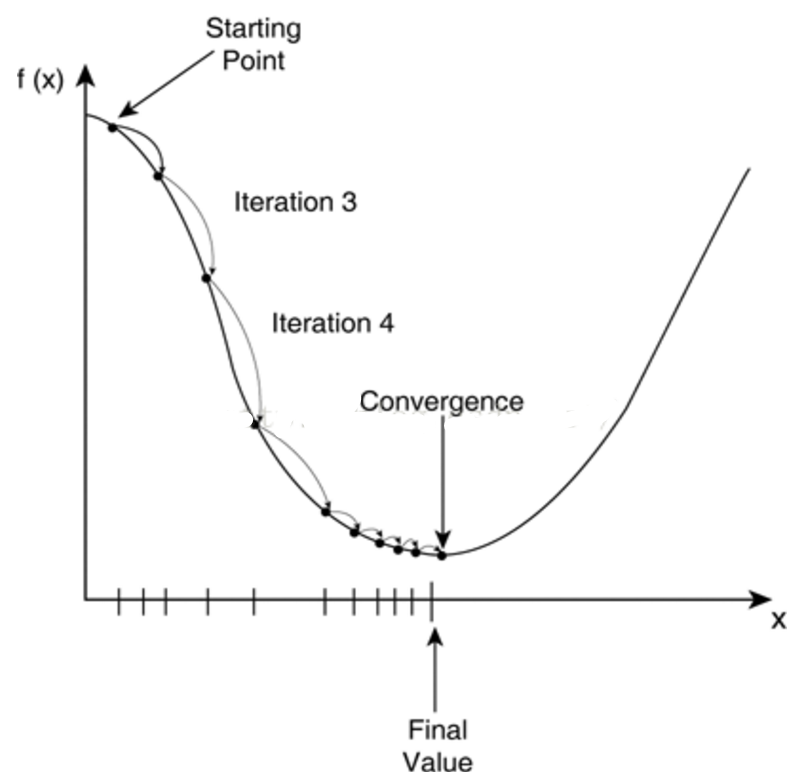 Starting
Point
f (x)
Iteration 3
Iteration 4
Convergence
x
Final
Value